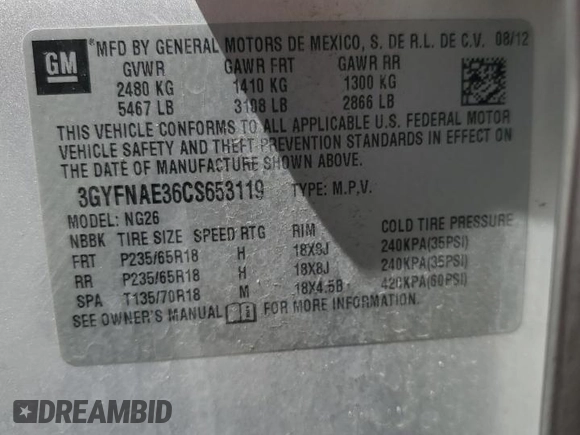 GM
®MFD BY GENERAL MOTORS DE MEXICO, S. DE R.L. DE C.V. 08/12
GVWR GAWR FRT GAWR RR
2480 KG 1410 KG 1300 KG
5467 LB 3108 LB 2866 LB
THIS VEHICLE CONFORMS TO ALL APPLICABLE U.S. FEDERAL MOTOR
VEHICLE SAFETY AND THEFT PREVENTION STANDARDS IN EFFECT ON
THE DATE OF MANUFACTURE SHOWN ABOVE.
3GYFNAE36CS653119 TYPE: M.P.V.
MODEL: NG26
NBBK TIRE SIZE SPEED RTG RIM COLD TIRE
FRT P235/65R18 H 18X8J 240KPA(35PSI)
RR P235/65R18 H 18X8J 240KPA(35PSI)
SPA T135/70R18 M 18X4.5B 420KPA(60PSI)
SEE OWNER'S MANUAL FOR MORE INFORMATION.
DREAMBID